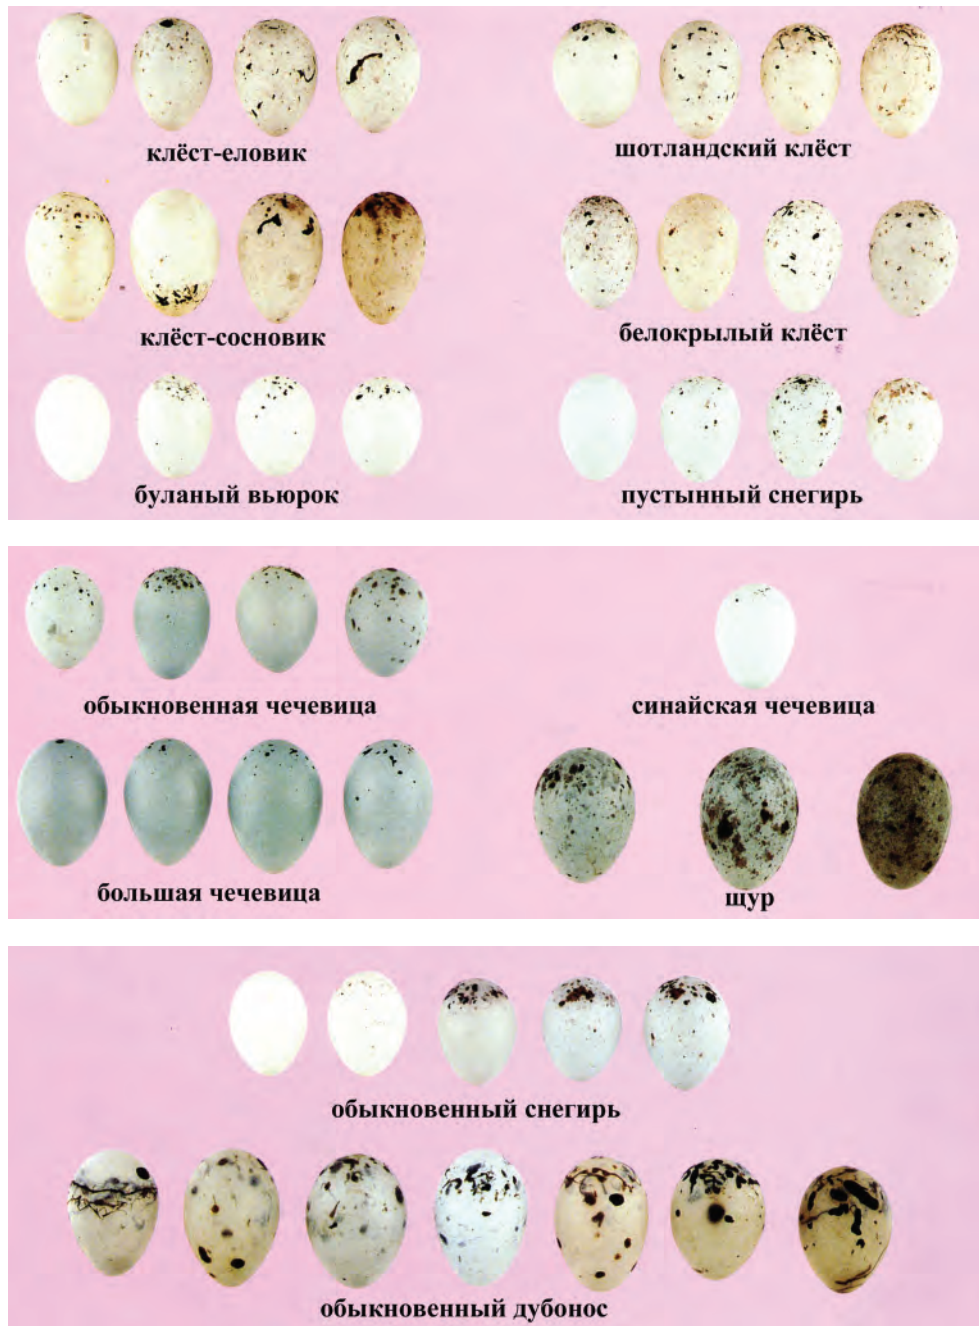 клёст-еловик
шотландский клёст
клёст-сосновик
белокрылый клёст
буланый вьюрок
пустынный снегирь
обыкновенная чечевица
синайская чечевица
большая чечевица
щур
обыкновенный снегирь
обыкновенный дубонос